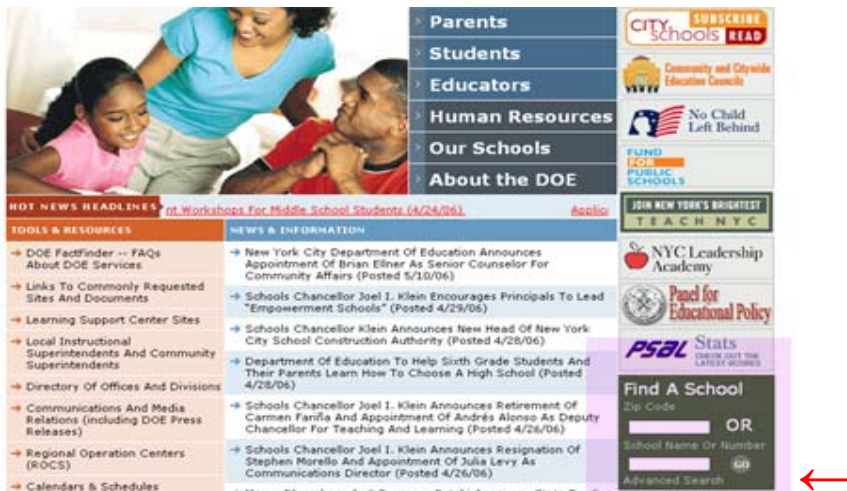 Parents
Students
Educators
Human Resources
Our Schools
About the DOE
HOT NEWS HEADLINES
nt Workshops For Middle School Students (4/24/06)
Applic
TOOLS & RESOURCES
DOE FactFinder -- FAQs
About DOE Services
Links To Commonly Requested
Sites And Documents
Learning Support Center Sites
Local Instructional
Superintendents And Community
Superintendents
Directory Of Offices And Divisions
Communications And Media
Relations (including DOE Press
Releases)
Regional Operation Centers
(ROCS)
Calendars & Schedules
NEWS & INFORMATION
New York City Department Of Education Announces
Appointment Of Brian Ellner As Senior Counselor For
Community Affairs (Posted 5/10/06)
Schools Chancellor Joel I. Klein Encourages Principals To Lead
"Empowerment Schools" (Posted 4/29/06)
Schools Chancellor Klein Announces New Head Of New York
City School Construction Authority (Posted 4/28/06)
Department Of Education To Help Sixth Grade Students And
Their Parents Learn How To Choose A High School (Posted
4/28/06)
Schools Chancellor Joel I. Klein Announces Retirement Of
Carmen Fariña And Appointment Of Andrés Alonso As Deputy
Chancellor For Teaching And Learning (Posted 4/26/06)
Schools Chancellor Joel I. Klein Announces Resignation Of
Stephen Morello And Appointment Of Julia Levy As
Communications Director (Posted 4/26/06)
CITY Schools SUBSCRIBE READ
Community and Citywide
Education Councils
No Child
Left Behind
FUND
FOR
PUBLIC
SCHOOLS
JOIN NEW YORK'S BRIGHTEST
TEACH NYC
NYC Leadership
Academy
Panel for
Educational Policy
PSAL Stats
CHECK OUT THE
LATEST SCORES
Find A School
Zip Code
OR
School Name Or Number
GO
Advanced Search